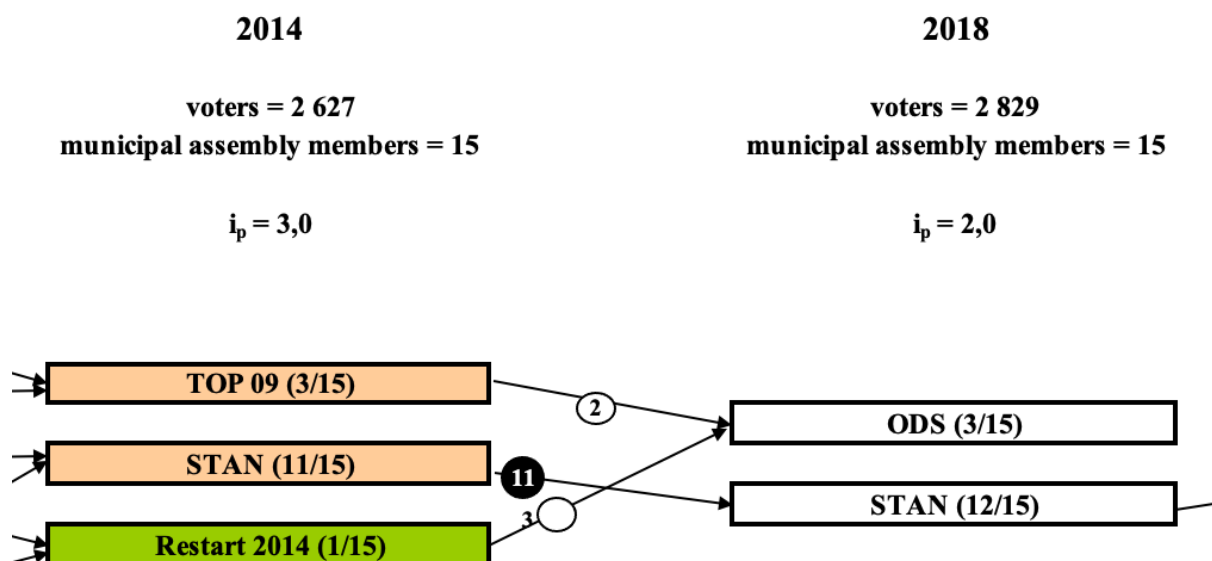 2014
2018
voters = 2 627
municipal assembly members = 15
voters = 2 829
municipal assembly members = 15
ip = 3,0
ip = 2,0
TOP 09 (3/15)
2
ODS (3/15)
STAN (11/15)
11
STAN (12/15)
3
Restart 2014 (1/15)